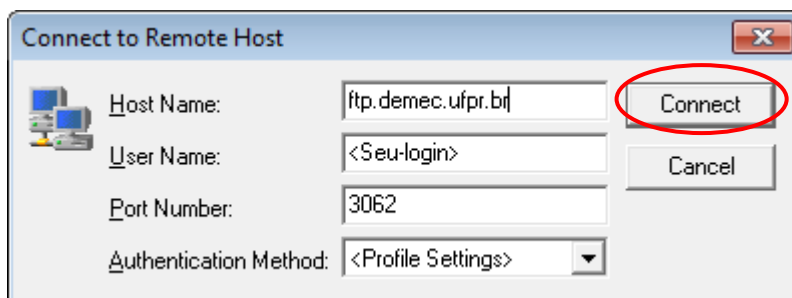 Connect to Remote Host
Host Name: ftp.demec.ufpr.br Connect
User Name: <Seu-login> Cancel
Port Number: 3062
Authentication Method: <Profile Settings>